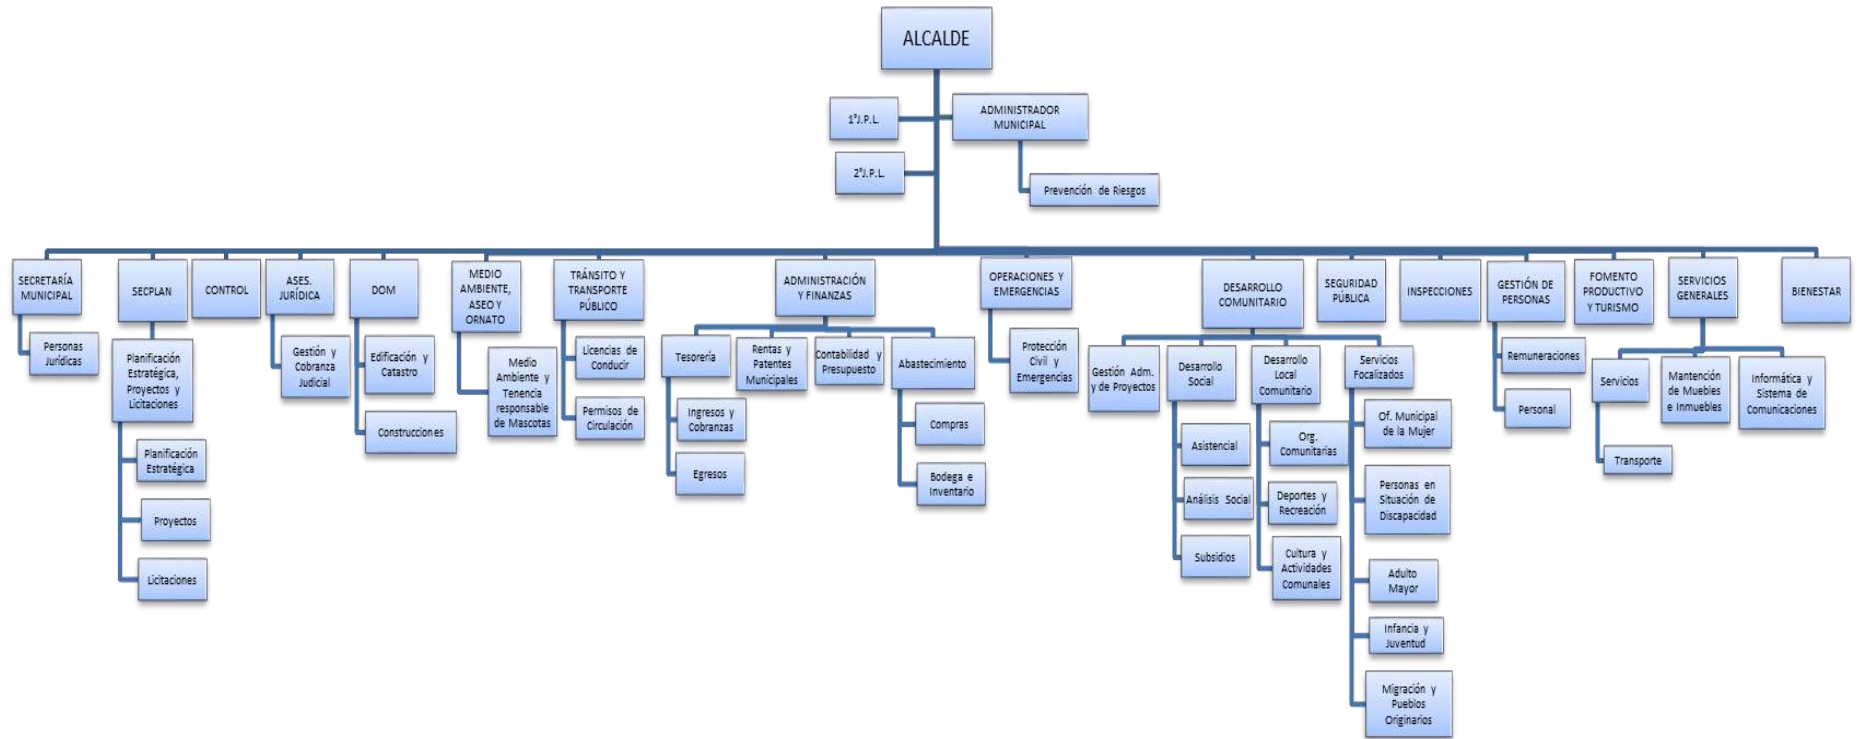 ALCALDE
1°J.P.L.
ADMINISTRADOR
MUNICIPAL
2°J.P.L.
Prevención de Riesgos
SECRETARÍA
MUNICIPAL
Personas
Jurídicas
SECPLAN
Planificación
Estratégica,
Proyectos y
Licitaciones
Planificación
Estratégica
Proyectos
Licitaciones
CONTROL
ASES.
JURÍDICA
Gestión y
Cobranza
Judicial
DOM
Edificación y
Catastro
Construcciones
MEDIO
AMBIENTE,
ASEO Y
ORNATO
Medio
Ambiente y
Tenencia
responsable
de Mascotas
TRÁNSITO Y
TRANSPORTE
PÚBLICO
Licencias de
Conducir
Permisos de
Circulación
ADMINISTRACIÓN
Y FINANZAS
Tesorería
Ingresos y
Cobranzas
Egresos
Rentas y
Patentes
Municipales
Contabilidad y
Presupuesto
Abastecimiento
Compras
Bodega e
Inventario
OPERACIONES Y
EMERGENCIAS
Protección
Civil y
Emergencias
DESARROLLO
COMUNITARIO
Gestión Adm.
y de Proyectos
Desarrollo
Social
Asistencial
Análisis Social
Subsidios
Desarrollo
Local
Comunitario
Org.
Comunitarias
Deportes y
Recreación
Cultura y
Actividades
Comunales
Servicios
Focalizados
Of. Municipal
de la Mujer
Personas en
Situación de
Discapacidad
Adulto
Mayor
Infancia y
Juventud
Migración y
Pueblos
Originarios
SEGURIDAD
PÚBLICA
INSPECCIONES
GESTIÓN DE
PERSONAS
Remuneraciones
Personal
FOMENTO
PRODUCTIVO
Y TURISMO
SERVICIOS
GENERALES
Servicios
Transporte
Mantención
de Muebles
e Inmuebles
Informática y
Sistema de
Comunicaciones
BIENESTAR